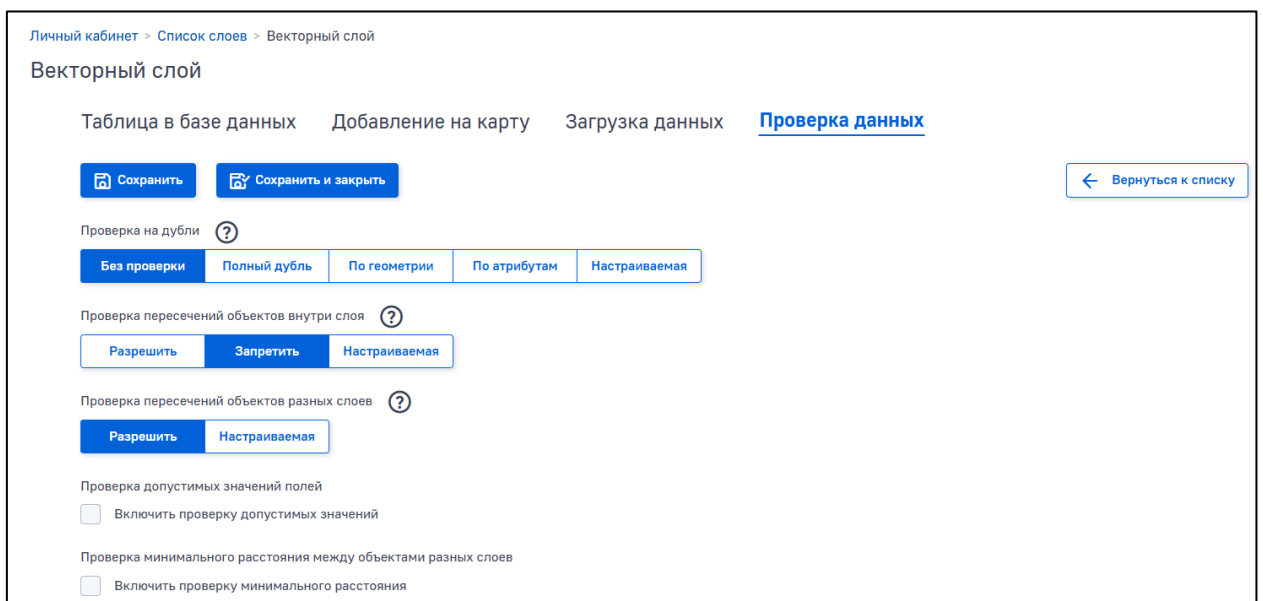 Личный кабинет > Список слоев > Векторный слой
Векторный слой
Таблица в базе данных Добавление на карту Загрузка данных Проверка данных
Сохранить Сохранить и закрыть Вернуться к списку
Проверка на дубли ?
Без проверки Полный дубль По геометрии По атрибутам Настраиваемая
Проверка пересечений объектов внутри слоя ?
Разрешить Запретить Настраиваемая
Проверка пересечений объектов разных слоев ?
Разрешить Настраиваемая
Проверка допустимых значений полей
Включить проверку допустимых значений
Проверка минимального расстояния между объектами разных слоев
Включить проверку минимального расстояния